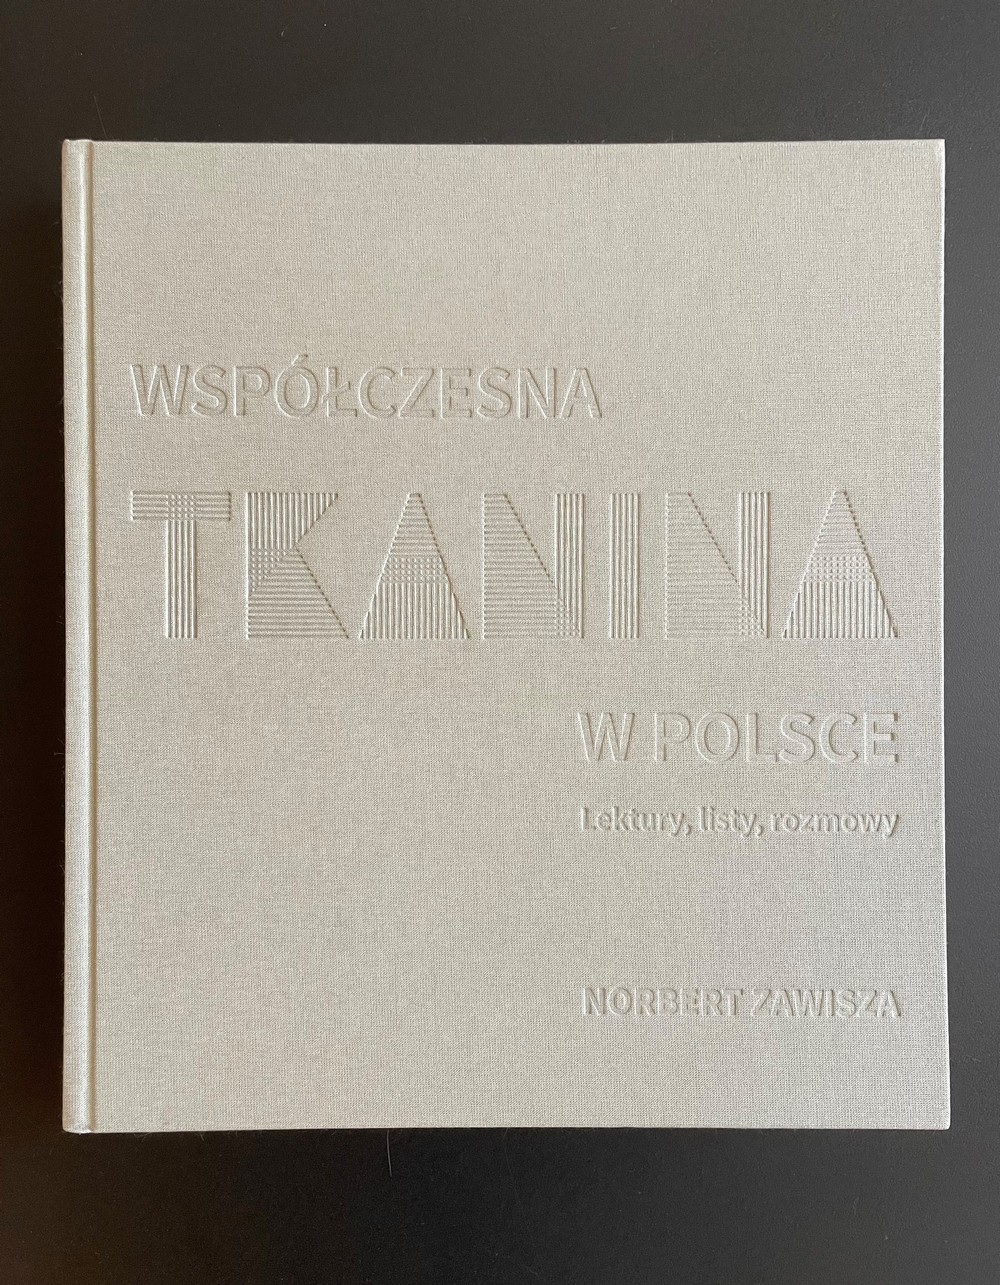 WSPÓŁCZESNA
TKANINA
W POLSCE
Lektury, listy, rozmowy
NORBERT ZAWISZA